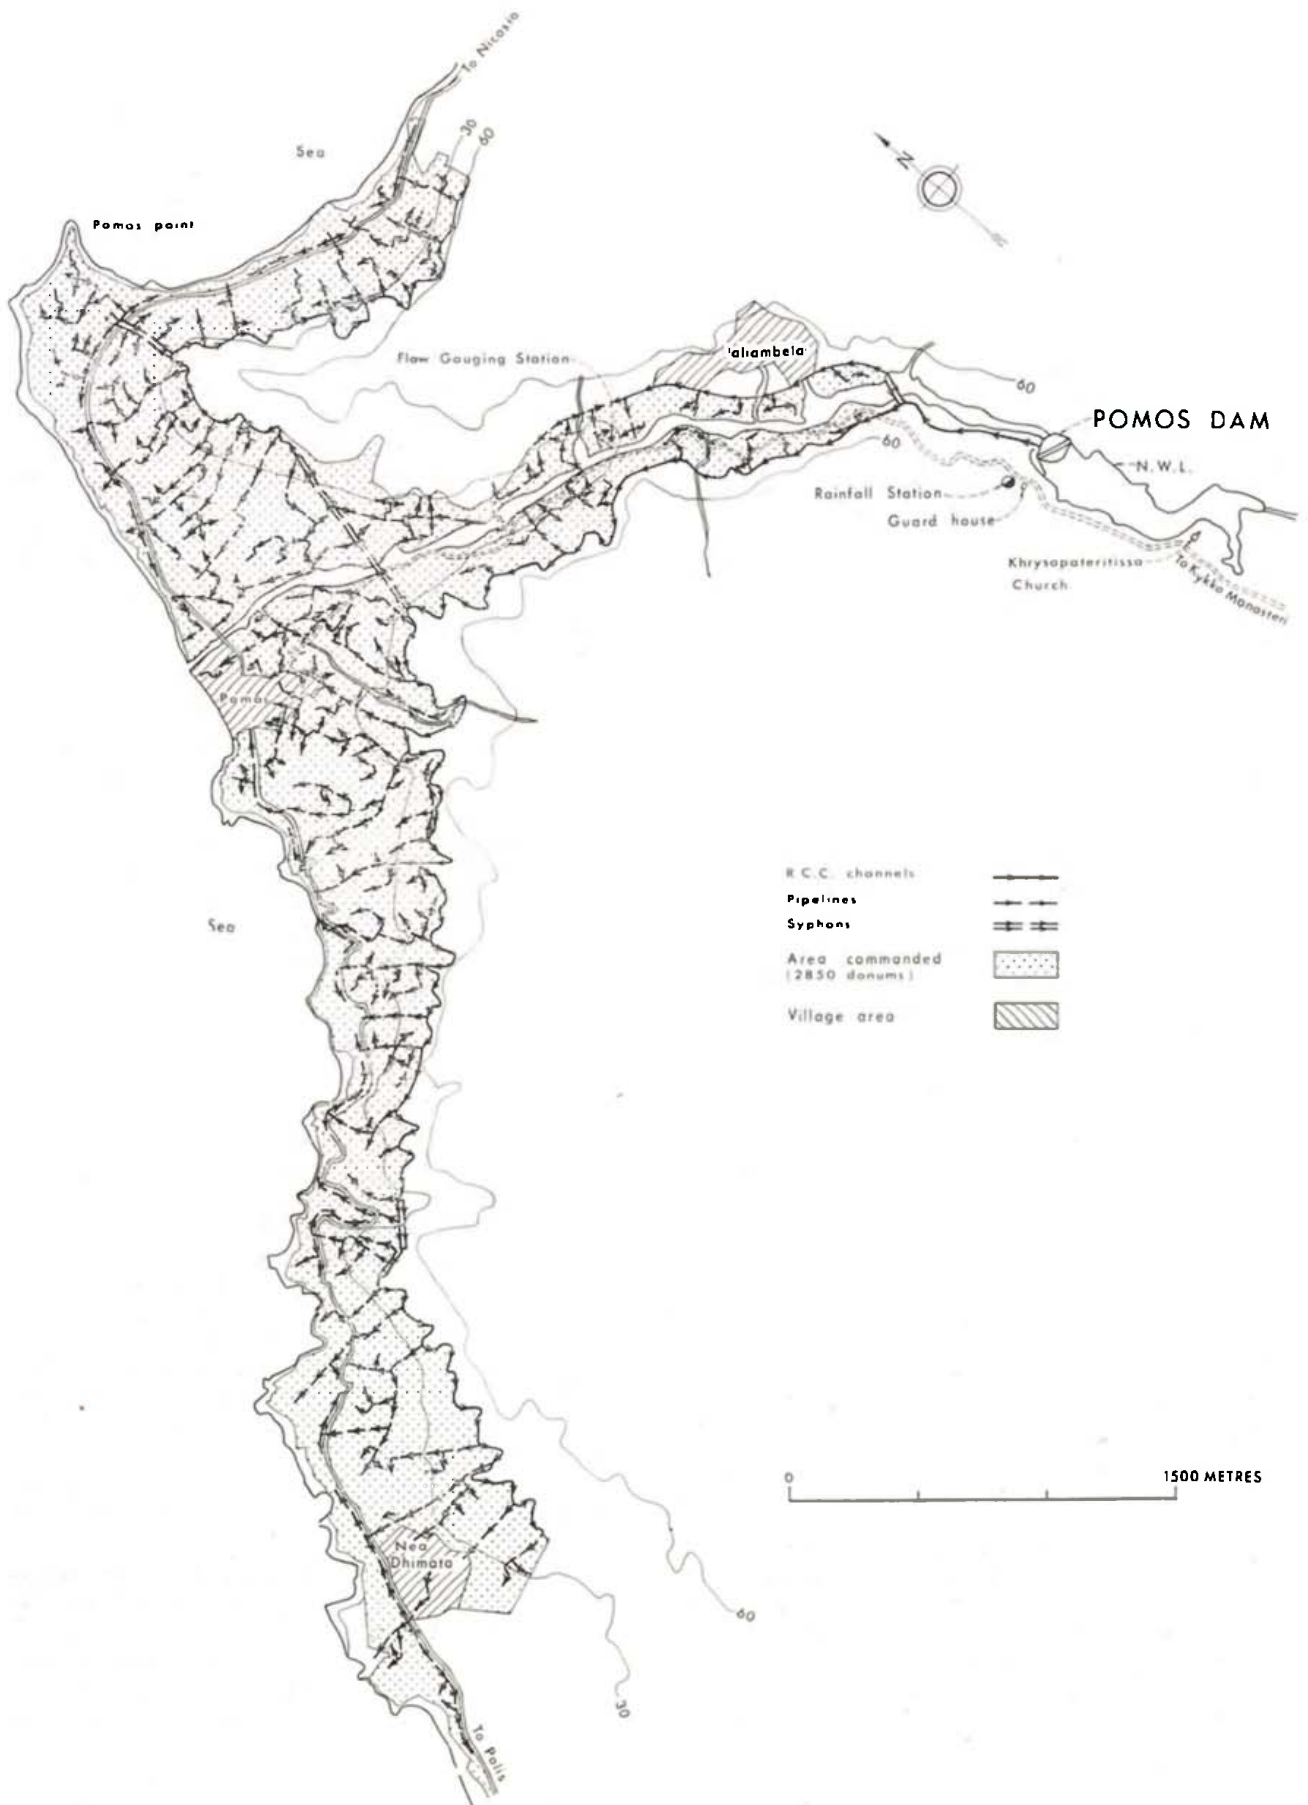 To Nicosia
30
60
Sea
N
Pomos point
Flow Gauging Station
aliambela
60
POMOS DAM
60
N.W.L.
Rainfall Station
Guard house
Khrysopateritissa
Church
To Kykko Monasteri
Pomos
R.C.C. channels
Pipelines
Syphons
Sea
Area commanded
(2850 donums)
Village area
0
1500 METRES
Nea
Dhimata
60
30
To Polis